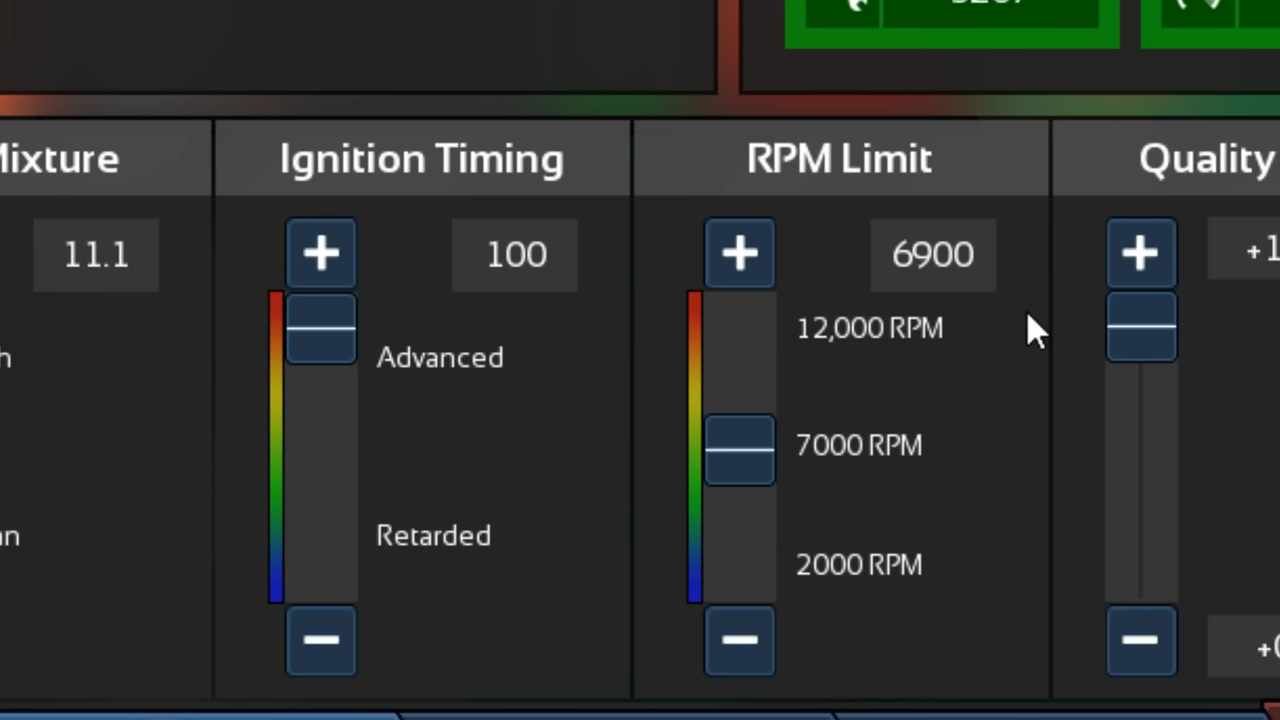 Mixture
Ignition Timing
RPM Limit
Quality
11.1
100
6900
12,000 RPM
Advanced
7000 RPM
Retarded
2000 RPM